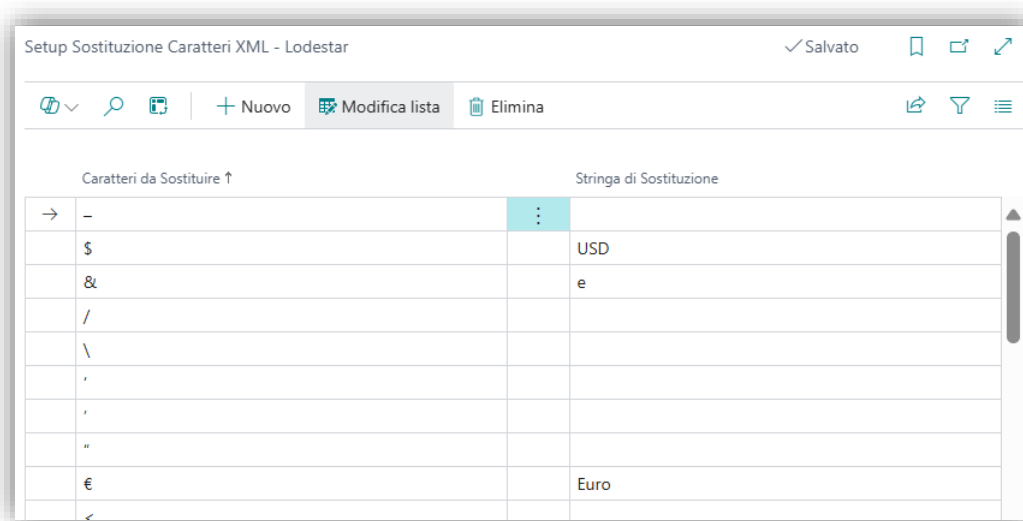 Setup Sostituzione Caratteri XML - Lodestar ✓Salvato
+ Nuovo Modifica lista Elimina
Caratteri da Sostituire ↑ Stringa di Sostituzione
→ –
$ USD
& e
/
\
‘
’
“
€ Euro
<